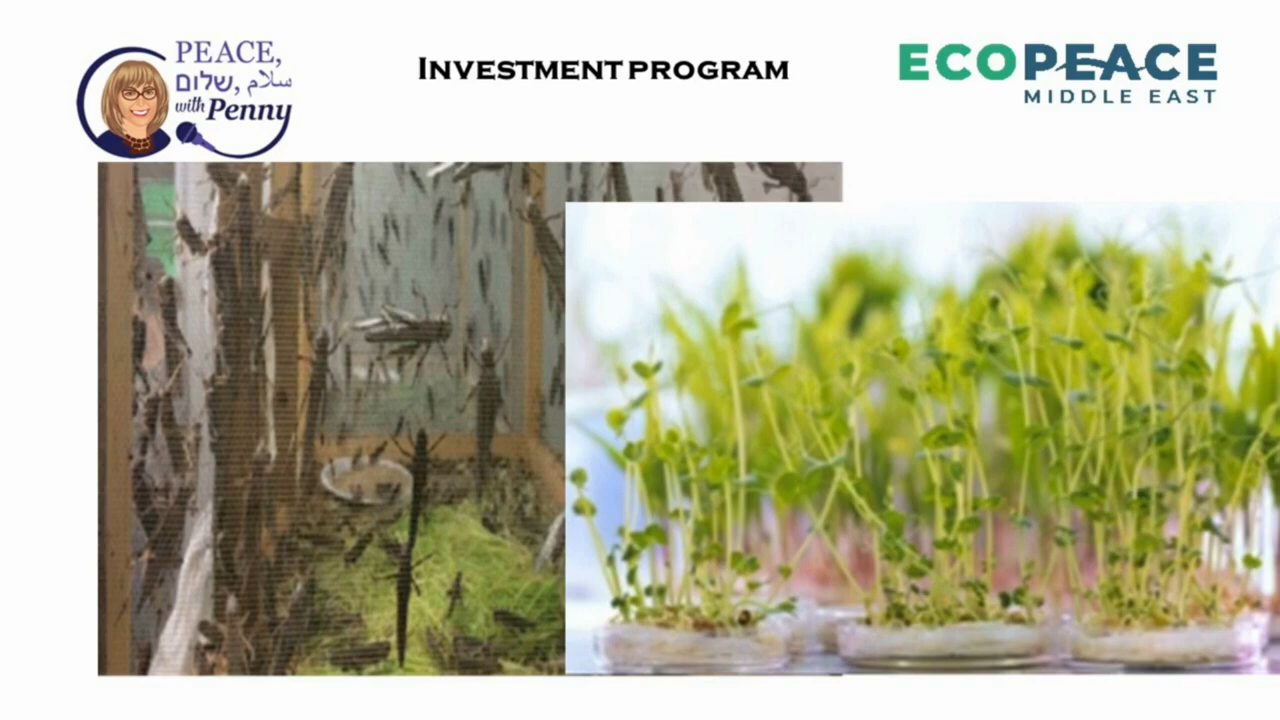 PEACE,
שלום, سلام
with Penny
INVESTMENT PROGRAM
ECOPEACE
MIDDLE EAST